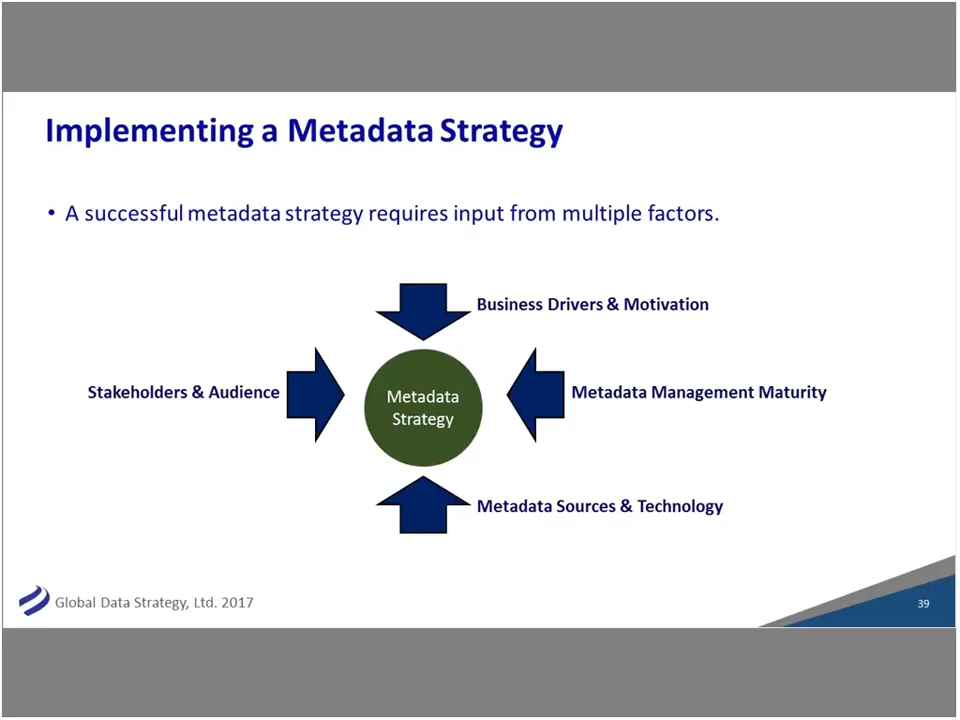 Implementing a Metadata Strategy
• A successful metadata strategy requires input from multiple factors.
Business Drivers & Motivation
Stakeholders & Audience
Metadata
Strategy
Metadata Management Maturity
Metadata Sources & Technology
Global Data Strategy, Ltd. 2017
39